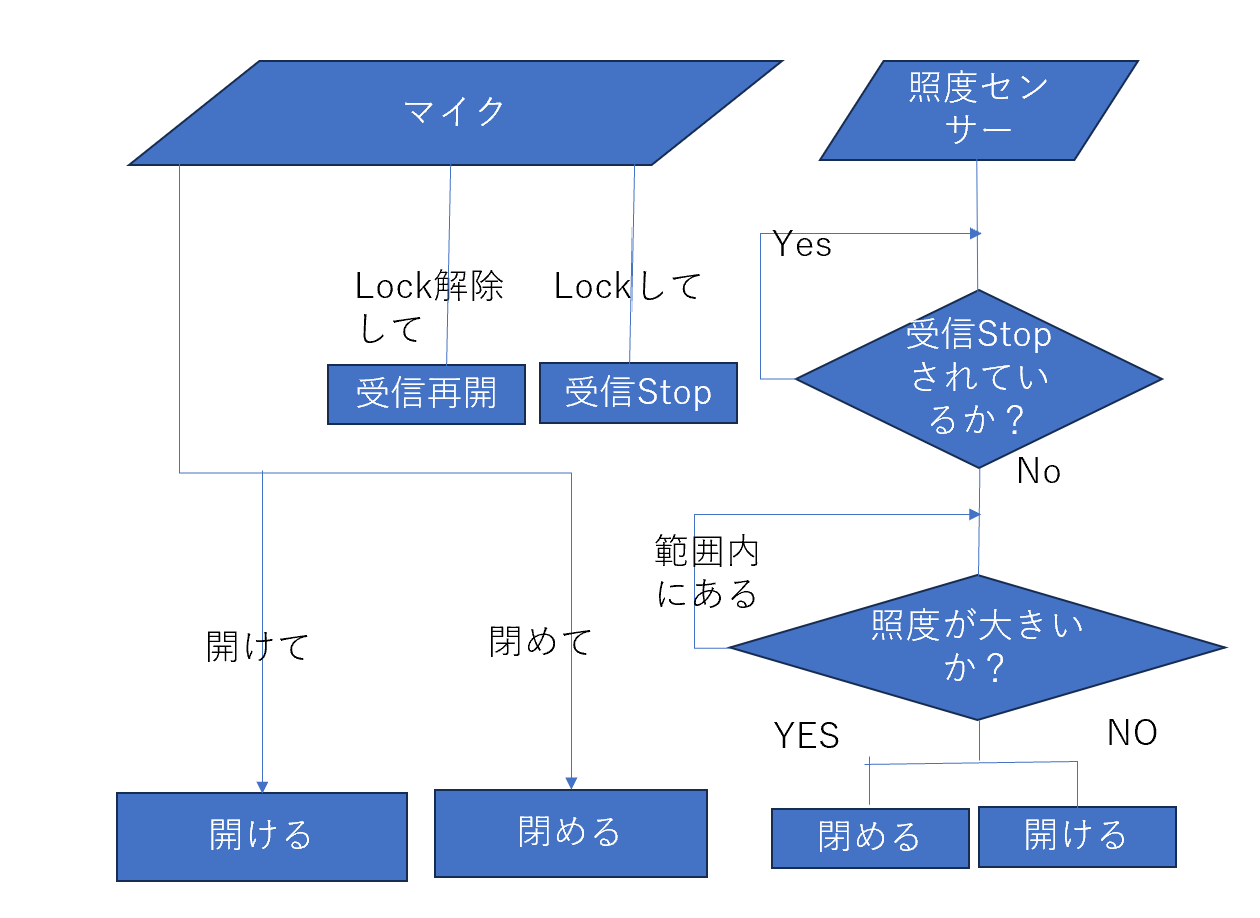 マイク
照度セン
サー
Yes
Lock解除
して
Lockして
受信Stop
されてい
るか？
受信再開
受信Stop
No
範囲内
にある
開けて
閉めて
照度が大きい
か？
YES
NO
開ける
閉める
閉める
開ける